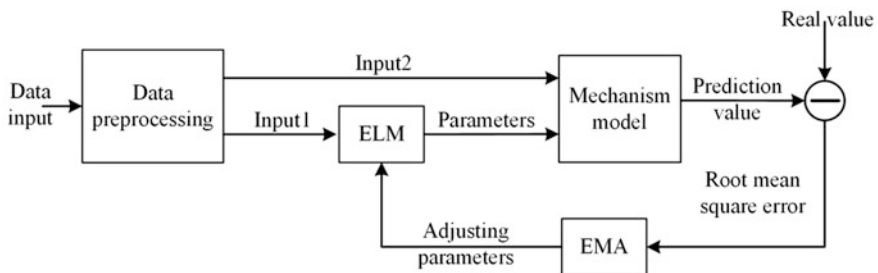 Real value
Data
input
Data
preprocessing
Input2
Input1
ELM
Parameters
Mechanism
model
Prediction
value
Root mean
square error
Adjusting
parameters
EMA